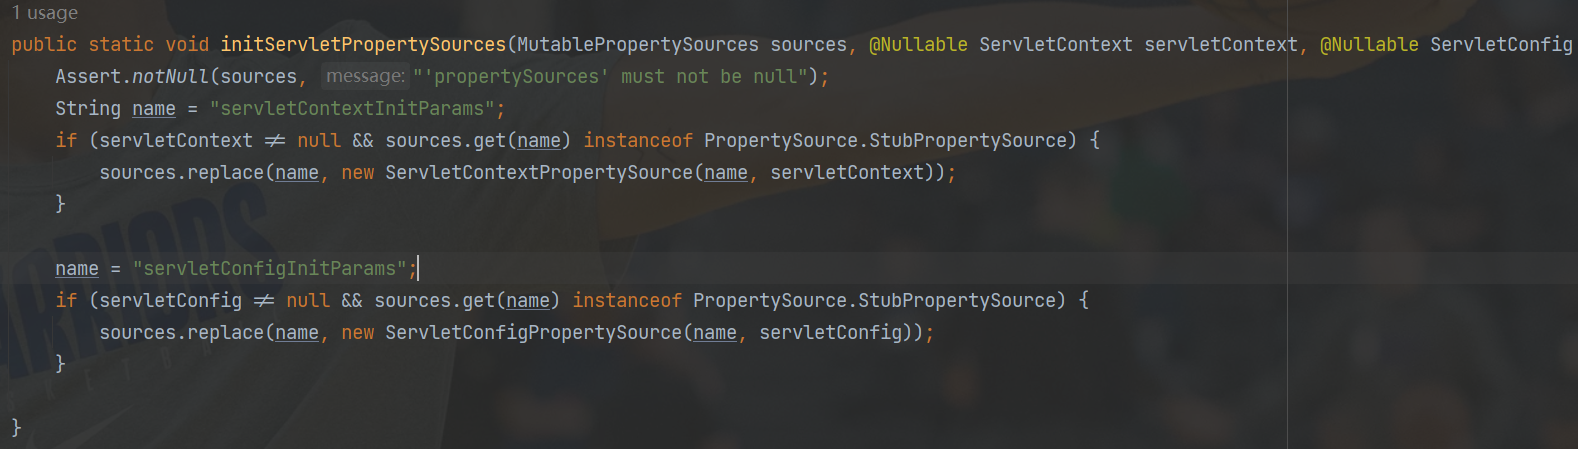 1 usage
public static void initServletPropertySources(MutablePropertySources sources, @Nullable ServletContext servletContext, @Nullable ServletConfig
Assert.notNull(sources, message: "'propertySources' must not be null");
String name = "servletContextInitParams";
if (servletContext ≠ null && sources.get(name) instanceof PropertySource.StubPropertySource) {
sources.replace(name, new ServletContextPropertySource(name, servletContext));
}
name = "servletConfigInitParams";
if (servletConfig ≠ null && sources.get(name) instanceof PropertySource.StubPropertySource) {
sources.replace(name, new ServletConfigPropertySource(name, servletConfig));
}
}